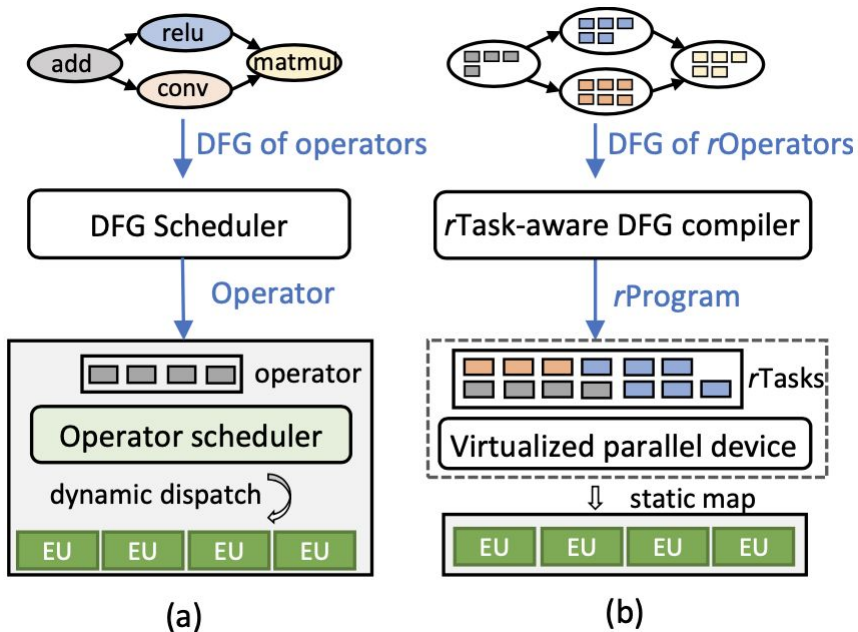 relu
add
matmul
conv
DFG of operators
DFG Scheduler
Operator
operator
Operator scheduler
dynamic dispatch
EU EU EU EU
(a)
DFG of rOperators
rTask-aware DFG compiler
rProgram
rTasks
Virtualized parallel device
static map
EU EU EU EU
(b)